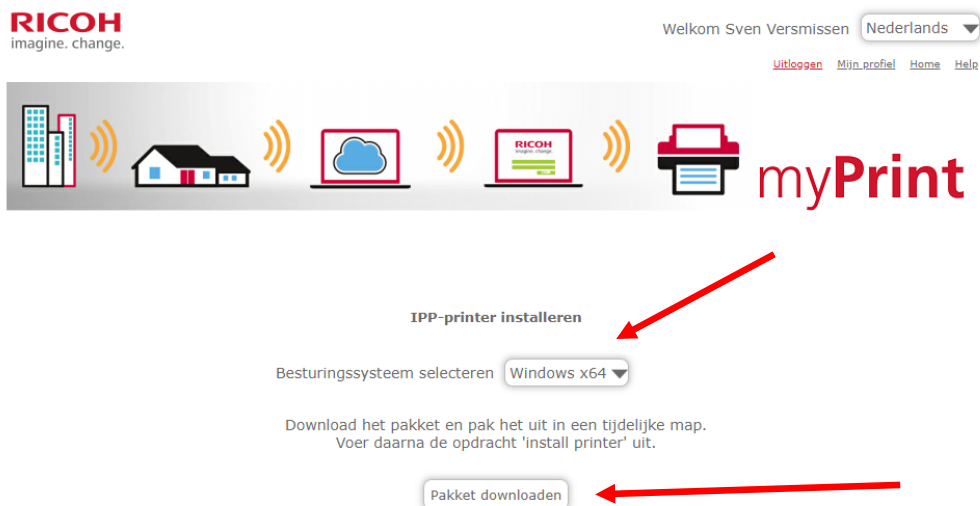 RICOH
imagine. change.
Welkom Sven Versmissen Nederlands
Uitloggen Mijn profiel Home Help
RICOH
imagine. change.
myPrint
IPP-printer installeren
Besturingssysteem selecteren Windows x64
Download het pakket en pak het uit in een tijdelijke map.
Voer daarna de opdracht 'install printer' uit.
Pakket downloaden